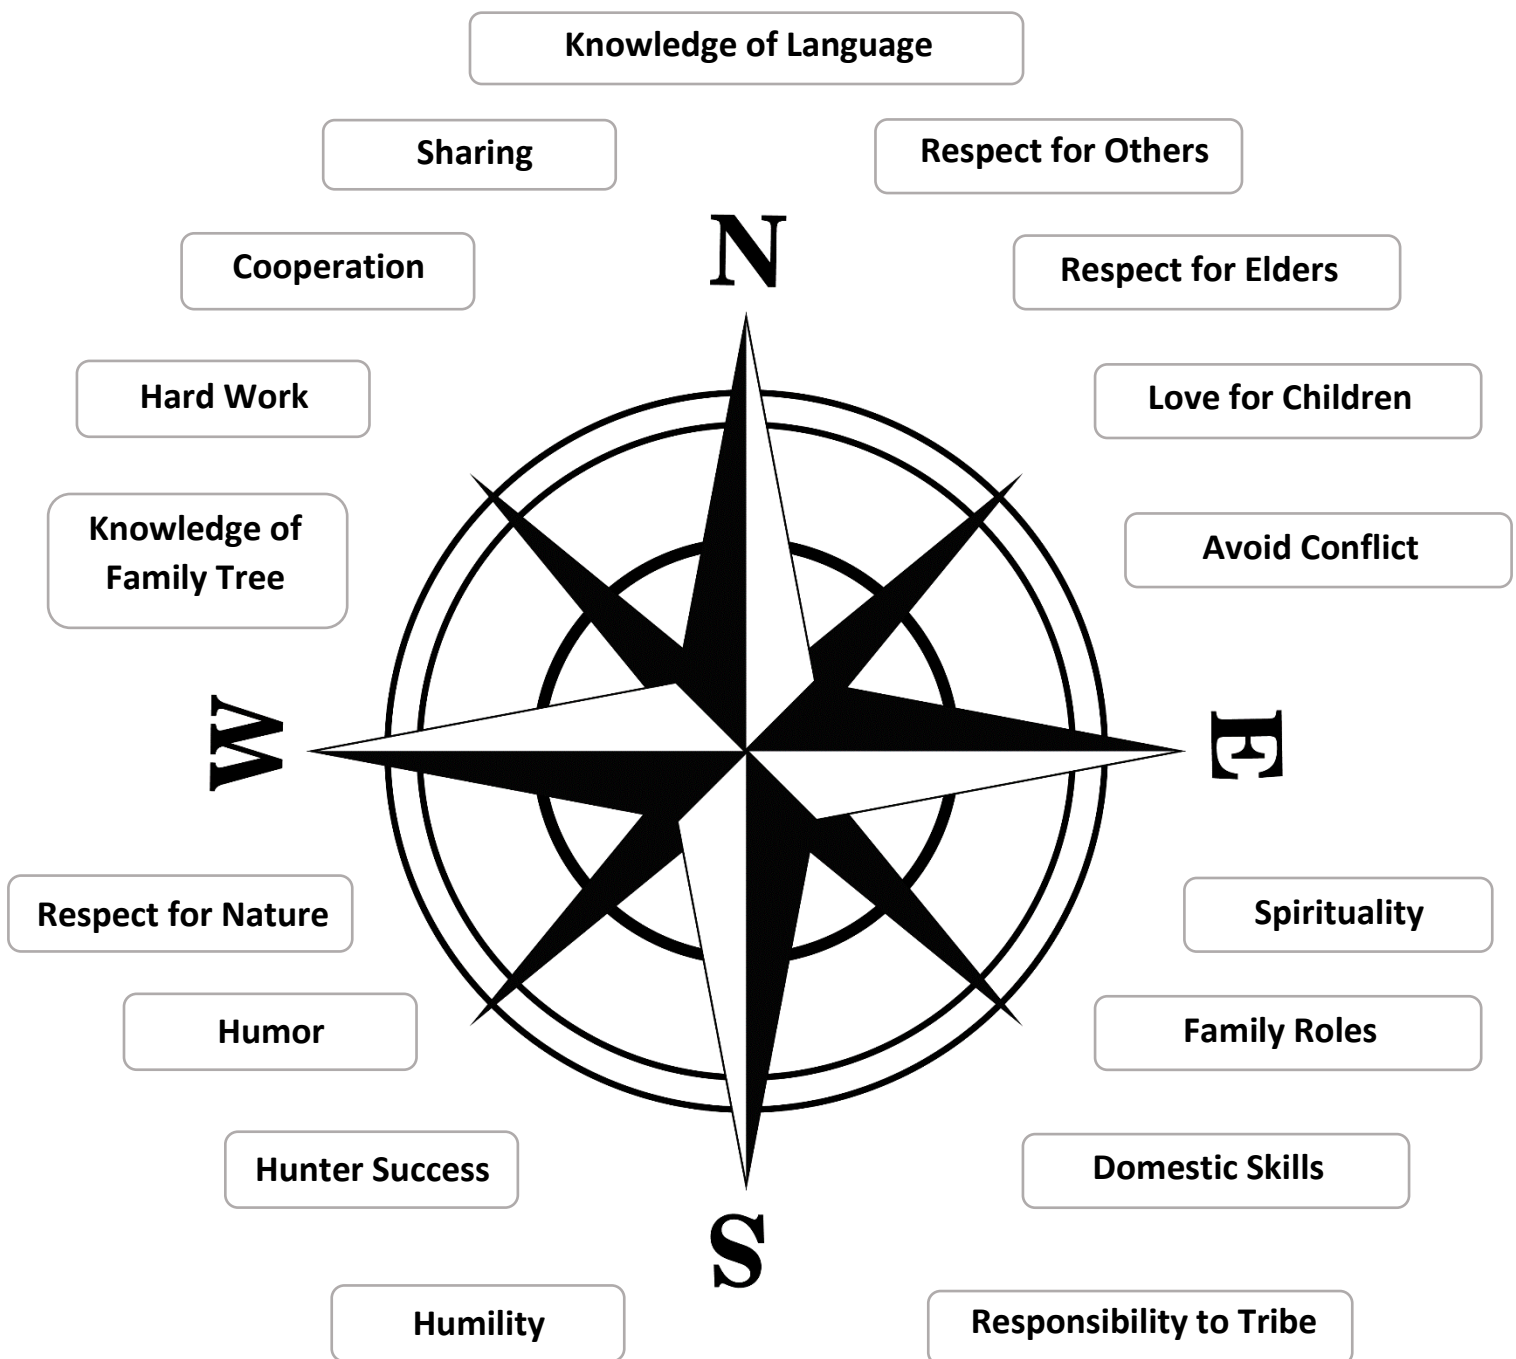 Knowledge of Language
Sharing
Respect for Others
N
Cooperation
Respect for Elders
Hard Work
Love for Children
Knowledge of
Family Tree
Avoid Conflict
W
E
Respect for Nature
Spirituality
Humor
Family Roles
Hunter Success
Domestic Skills
S
Humility
Responsibility to Tribe